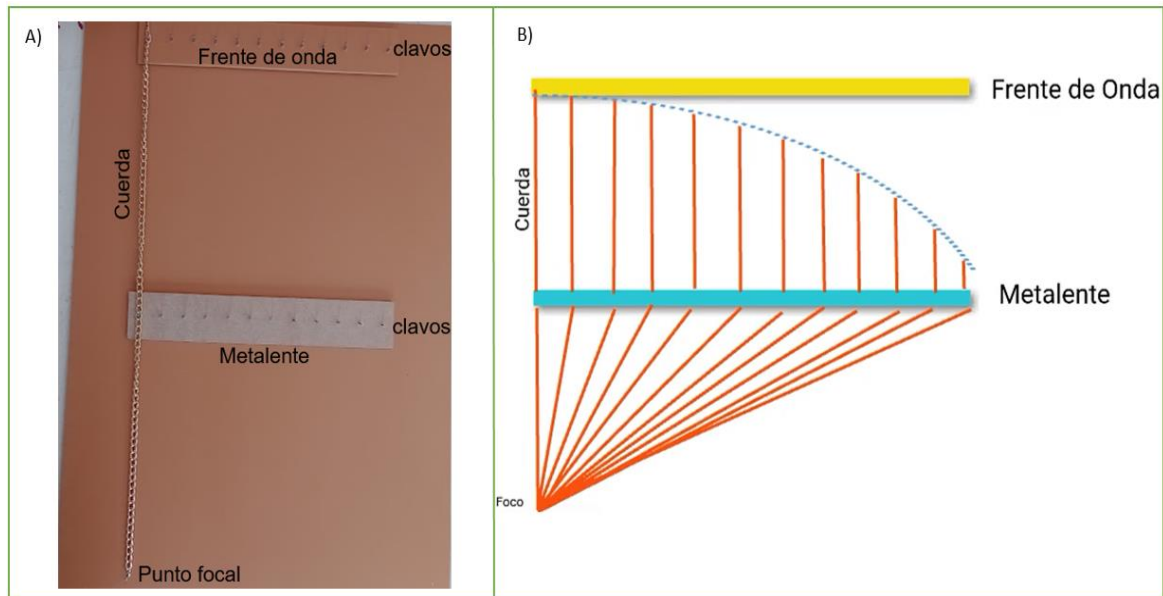 A)
Frente de onda
clavos
Cuerda
clavos
Metalente
Punto focal
B)
Frente de Onda
Cuerda
Metalente
Foco